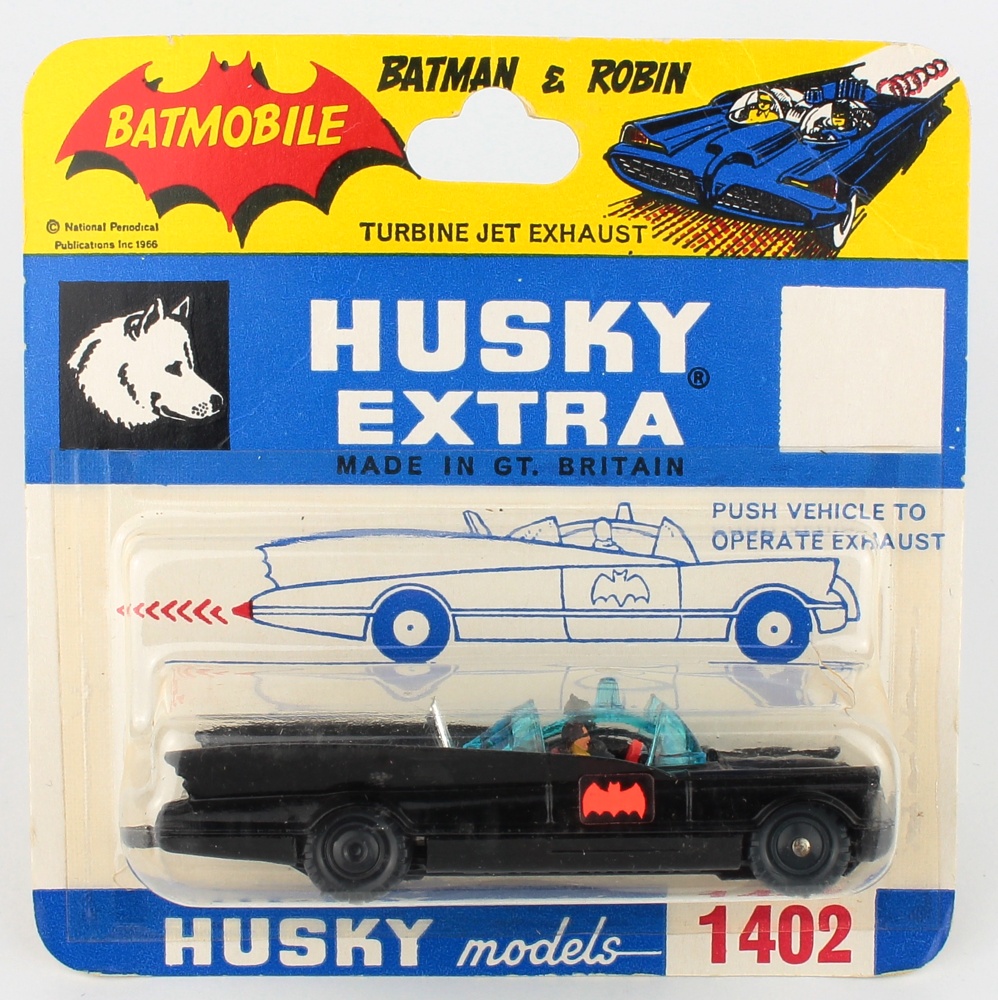 BATMAN & ROBIN
BATMOBILE
© National Periodical
Publications Inc 1966
TURBINE JET EXHAUST
HUSKY
EXTRA®
MADE IN GT. BRITAIN
PUSH VEHICLE TO
OPERATE EXHAUST
HUSKY models
1402